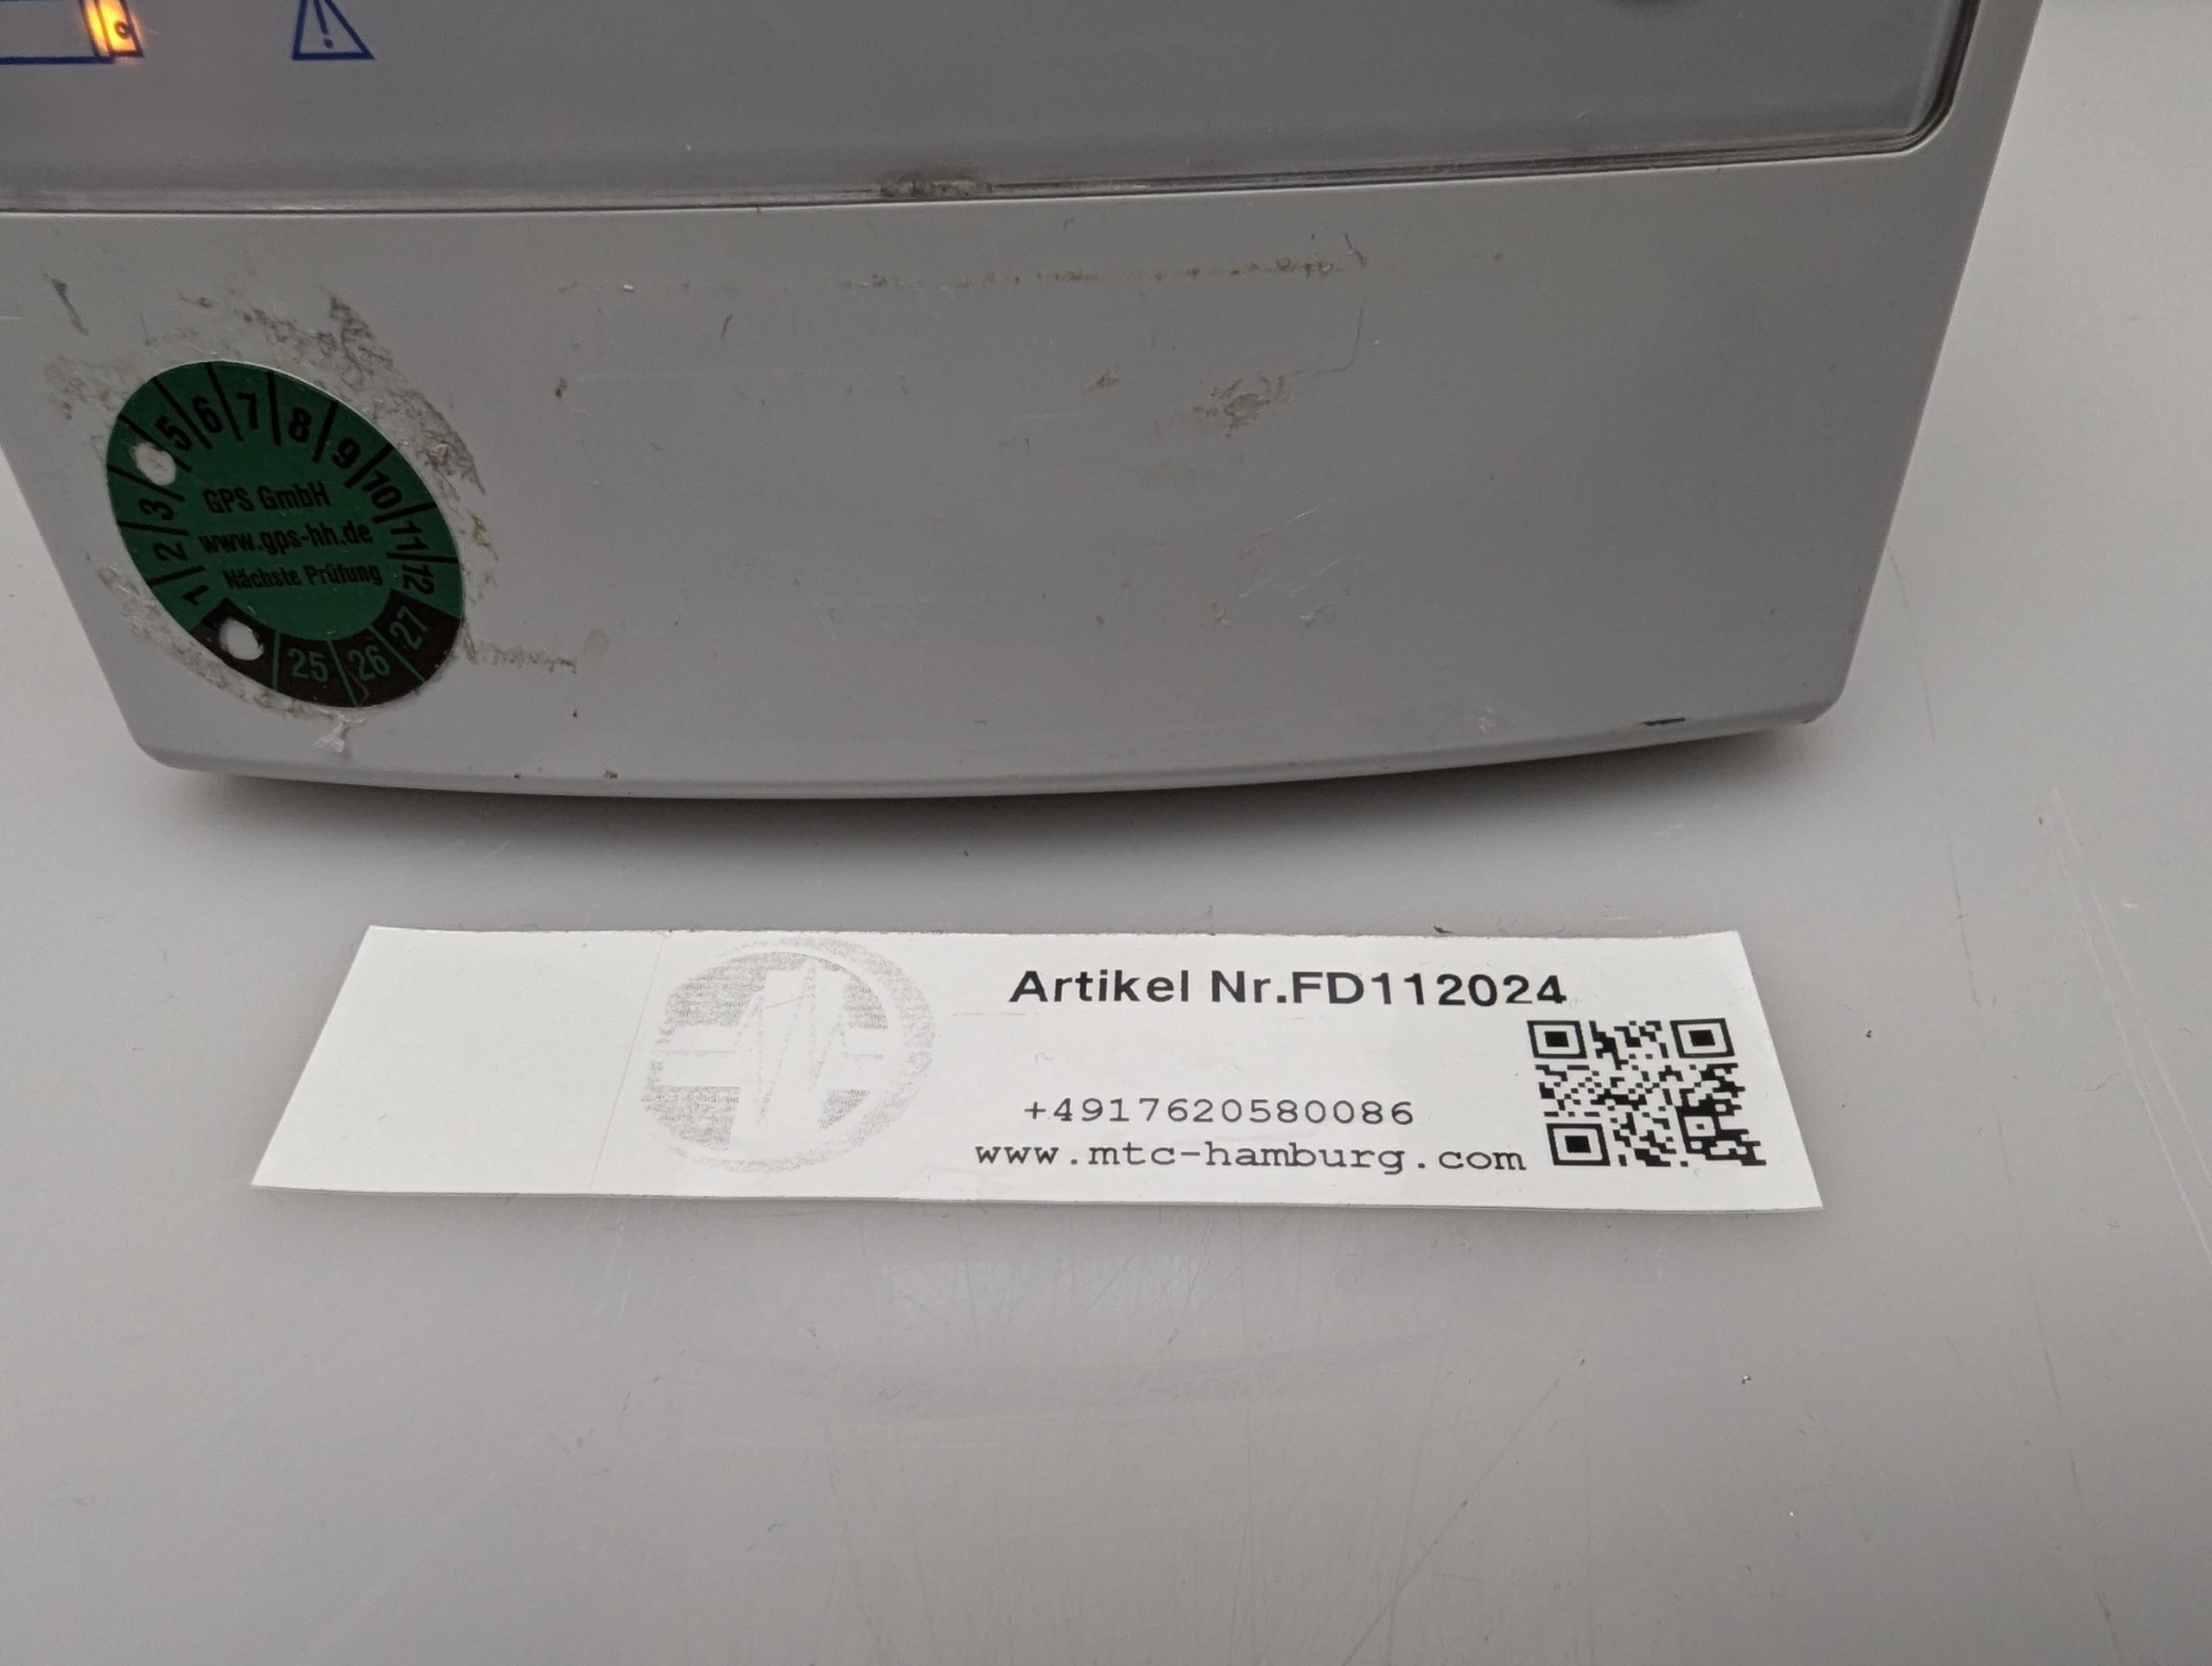 5 6 7 8 9 10 11 12
3
2
1
GPS GmbH
www.gps-hh.de
Nächste Prüfung
25 26 27
Artikel Nr.FD112024
+4917620580086
www.mtc-hamburg.com